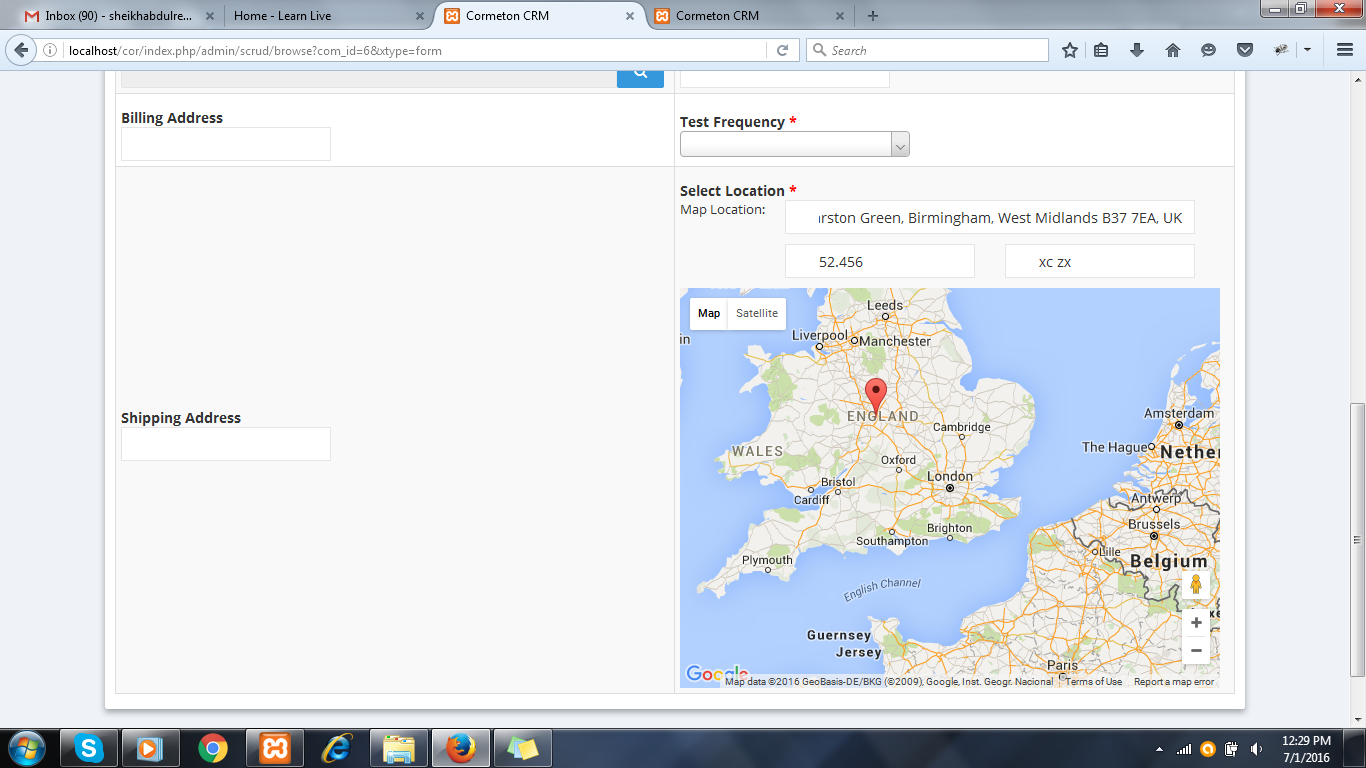 Inbox (90) - sheikhabdulre...
Home - Learn Live
Cormeton CRM
Cormeton CRM
localhost/cor/index.php/admin/scrud/browse?com_id=6&xtype=form
Search
Billing Address
Test Frequency *
Select Location *
Map Location:
arston Green, Birmingham, West Midlands B37 7EA, UK
52.456
xc zx
Shipping Address
Map
Satellite
Leeds
Liverpool
Manchester
in
ENGLAND
Cambridge
WALES
Oxford
London
Bristol
Cardiff
Brighton
Southampton
Plymouth
English Channel
Amsterdam
The Hague
Nether
Antwerp
Brussels
Lille
Belgium
Guernsey
Jersey
Paris
Google
Map data ©2016 GeoBasis-DE/BKG (©2009), Google, Inst. Geogr. Nacional
Terms of Use
Report a map error
12:29 PM
7/1/2016